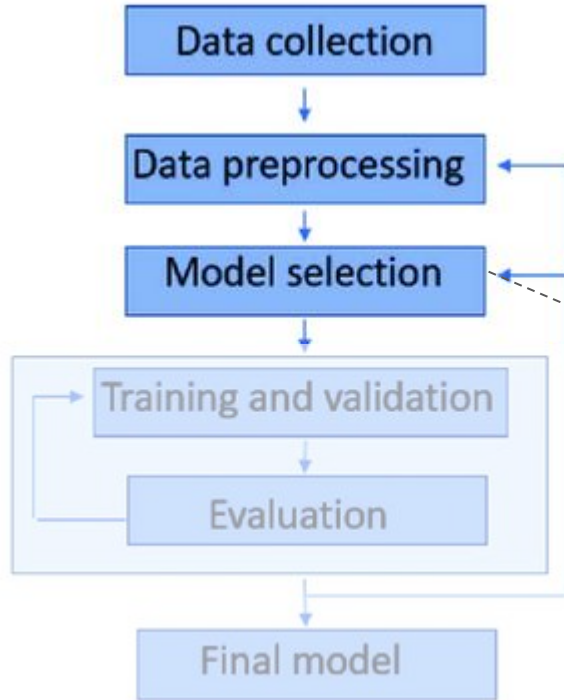 Data collection
Data preprocessing
Model selection
Training and validation
Evaluation
Final model